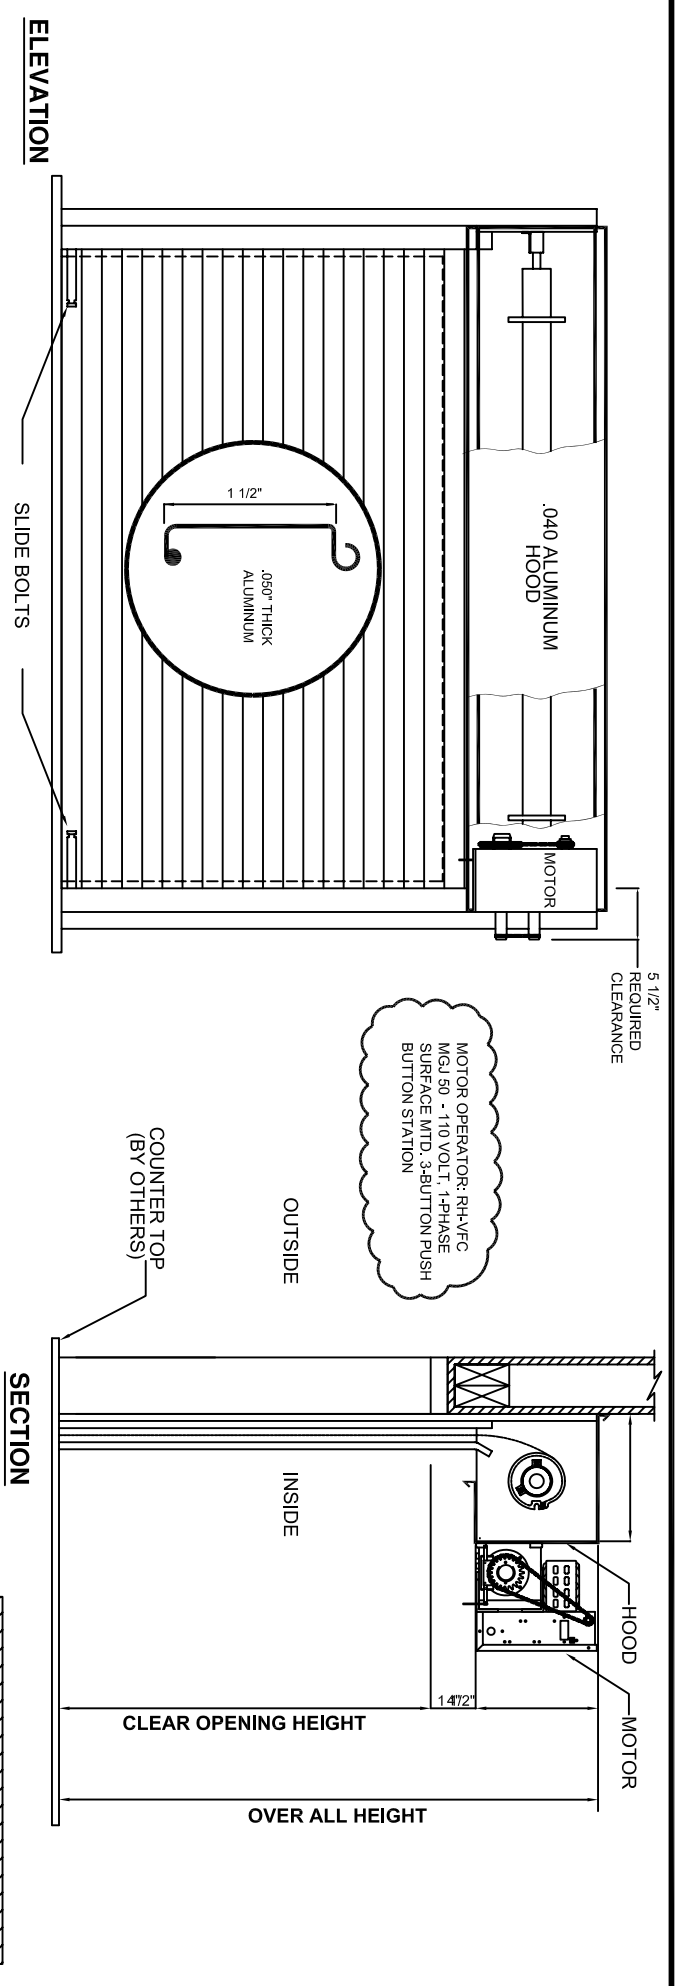 .040 ALUMINUM
HOOD
MOTOR
5 1/2"
REQUIRED
CLEARANCE
1 1/2"
.050" THICK
ALUMINUM
SLIDE BOLTS
ELEVATION
MOTOR OPERATOR: RH-VFC
MGJ 50 - 110 VOLT, 1-PHASE
SURFACE MTD. 3-BUTTON PUSH
BUTTON STATION
OUTSIDE
COUNTER TOP
(BY OTHERS)
INSIDE
HOOD
MOTOR
CLEAR OPENING HEIGHT
OVER ALL HEIGHT
SECTION